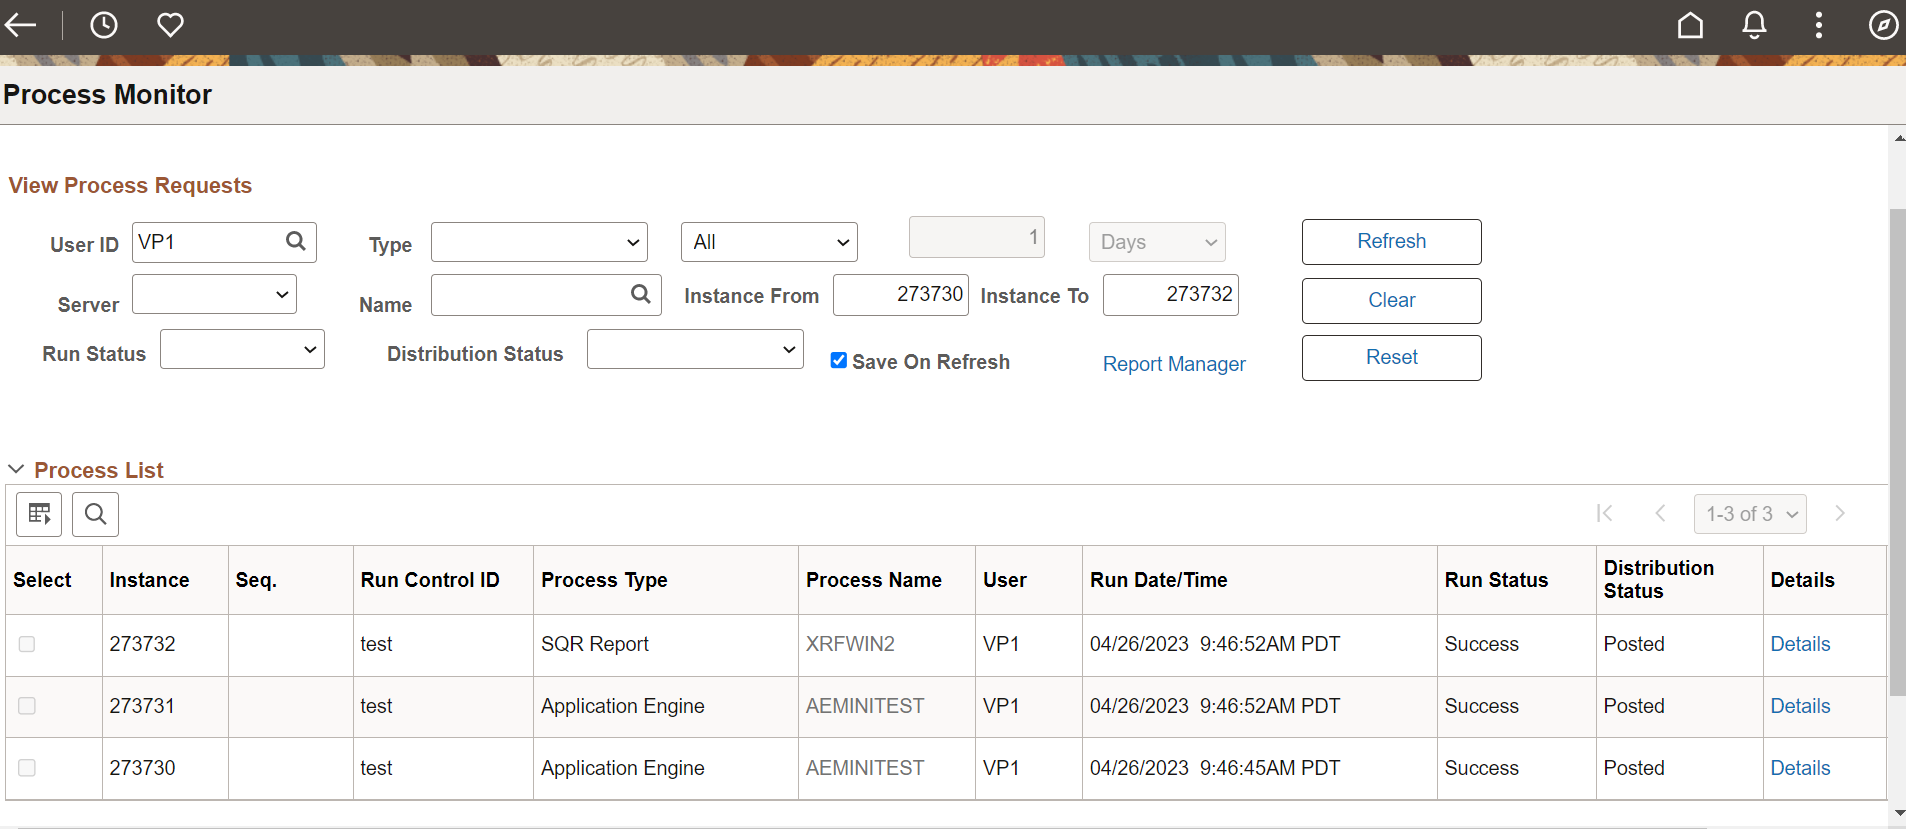 Process Monitor
View Process Requests
User ID VP1 Type All 1 Days Refresh
Server Name Instance From 273730 Instance To 273732 Clear
Run Status Distribution Status Save On Refresh Report Manager Reset
Process List
1-3 of 3
Select Instance Seq. Run Control ID Process Type Process Name User Run Date/Time Run Status Distribution Status Details
273732 test SQR Report XRFWIN2 VP1 04/26/2023 9:46:52AM PDT Success Posted Details
273731 test Application Engine AEMINITEST VP1 04/26/2023 9:46:52AM PDT Success Posted Details
273730 test Application Engine AEMINITEST VP1 04/26/2023 9:46:45AM PDT Success Posted Details